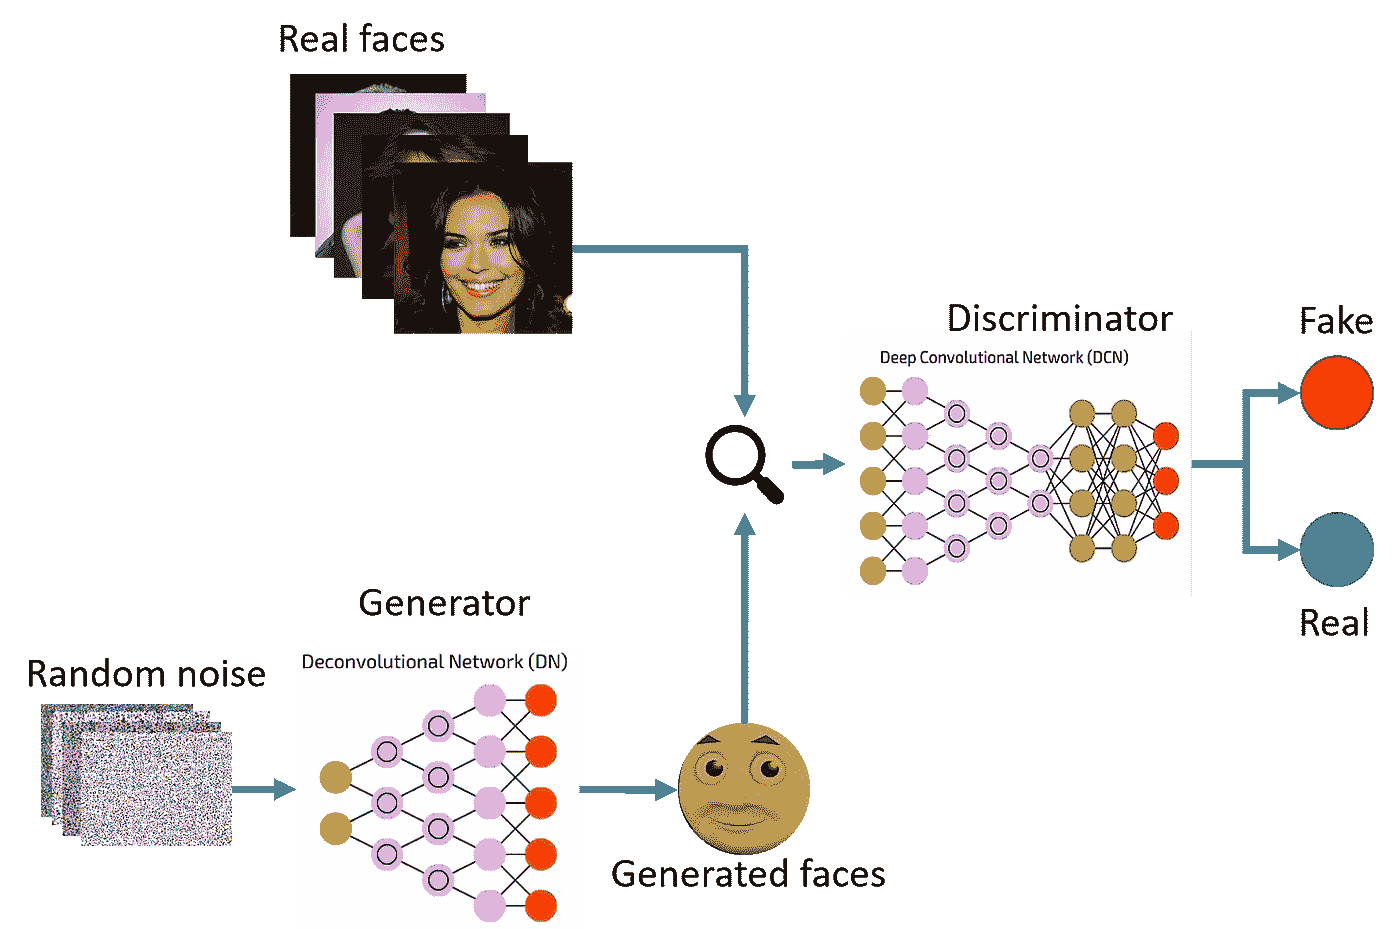 Real faces
Discriminator
Deep Convolutional Network (DCN)
Fake
Real
Generator
Deconvolutional Network (DN)
Random noise
Generated faces